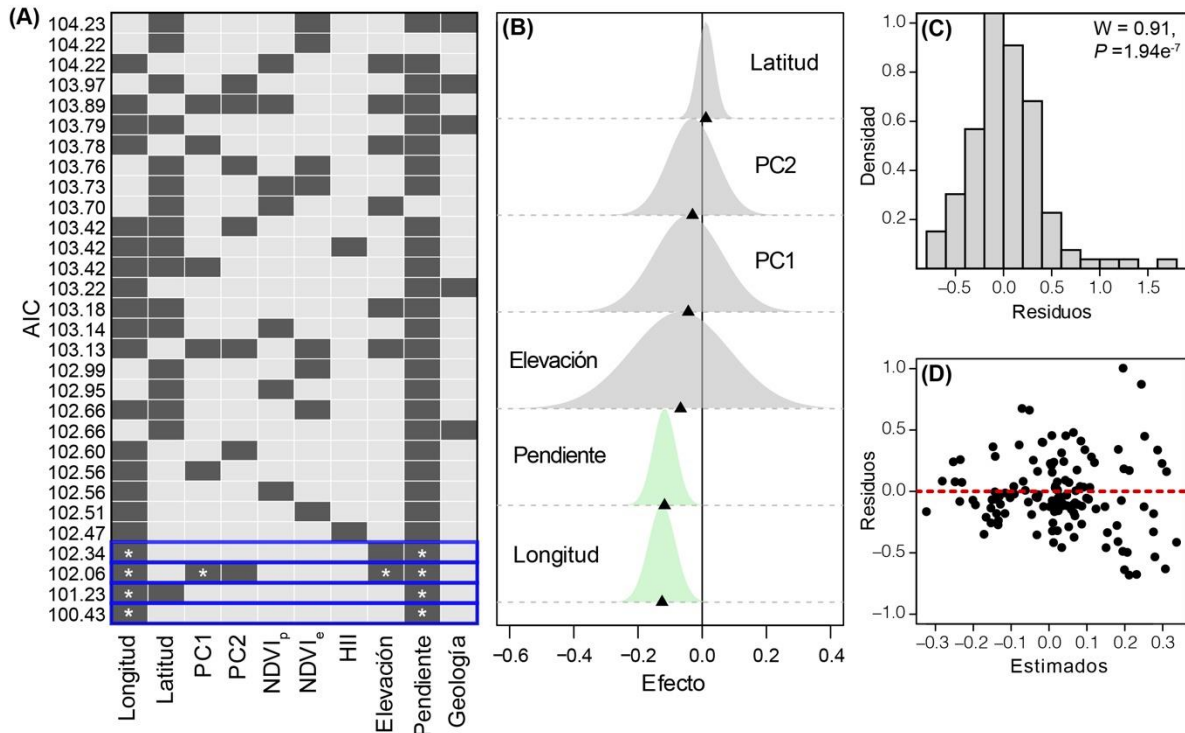 (A)
104.23
104.22
104.22
103.97
103.89
103.79
103.78
103.76
103.73
103.70
103.42
103.42
103.42
103.22
103.18
103.14
103.13
102.99
102.95
102.66
102.66
102.60
102.56
102.56
102.51
102.47
102.34
102.06
101.23
100.43
AIC
* *
* * * *
* *
* *
Longitud
Latitud
PC1
PC2
NDVIp
NDVIe
HII
Elevación
Pendiente
Geología
(B)
Latitud
PC2
PC1
Elevación
Pendiente
Longitud
−0.6 −0.4 −0.2 0.0 0.2 0.4
Efecto
(C)
W = 0.91,
P =1.94e-7
1.0
0.8
0.6
0.4
0.2
Densidad
−0.5 0.0 0.5 1.0 1.5
Residuos
(D)
1.0
0.5
0.0
−0.5
−1.0
Residuos
−0.3 −0.2 −0.1 0.0 0.1 0.2 0.3
Estimados